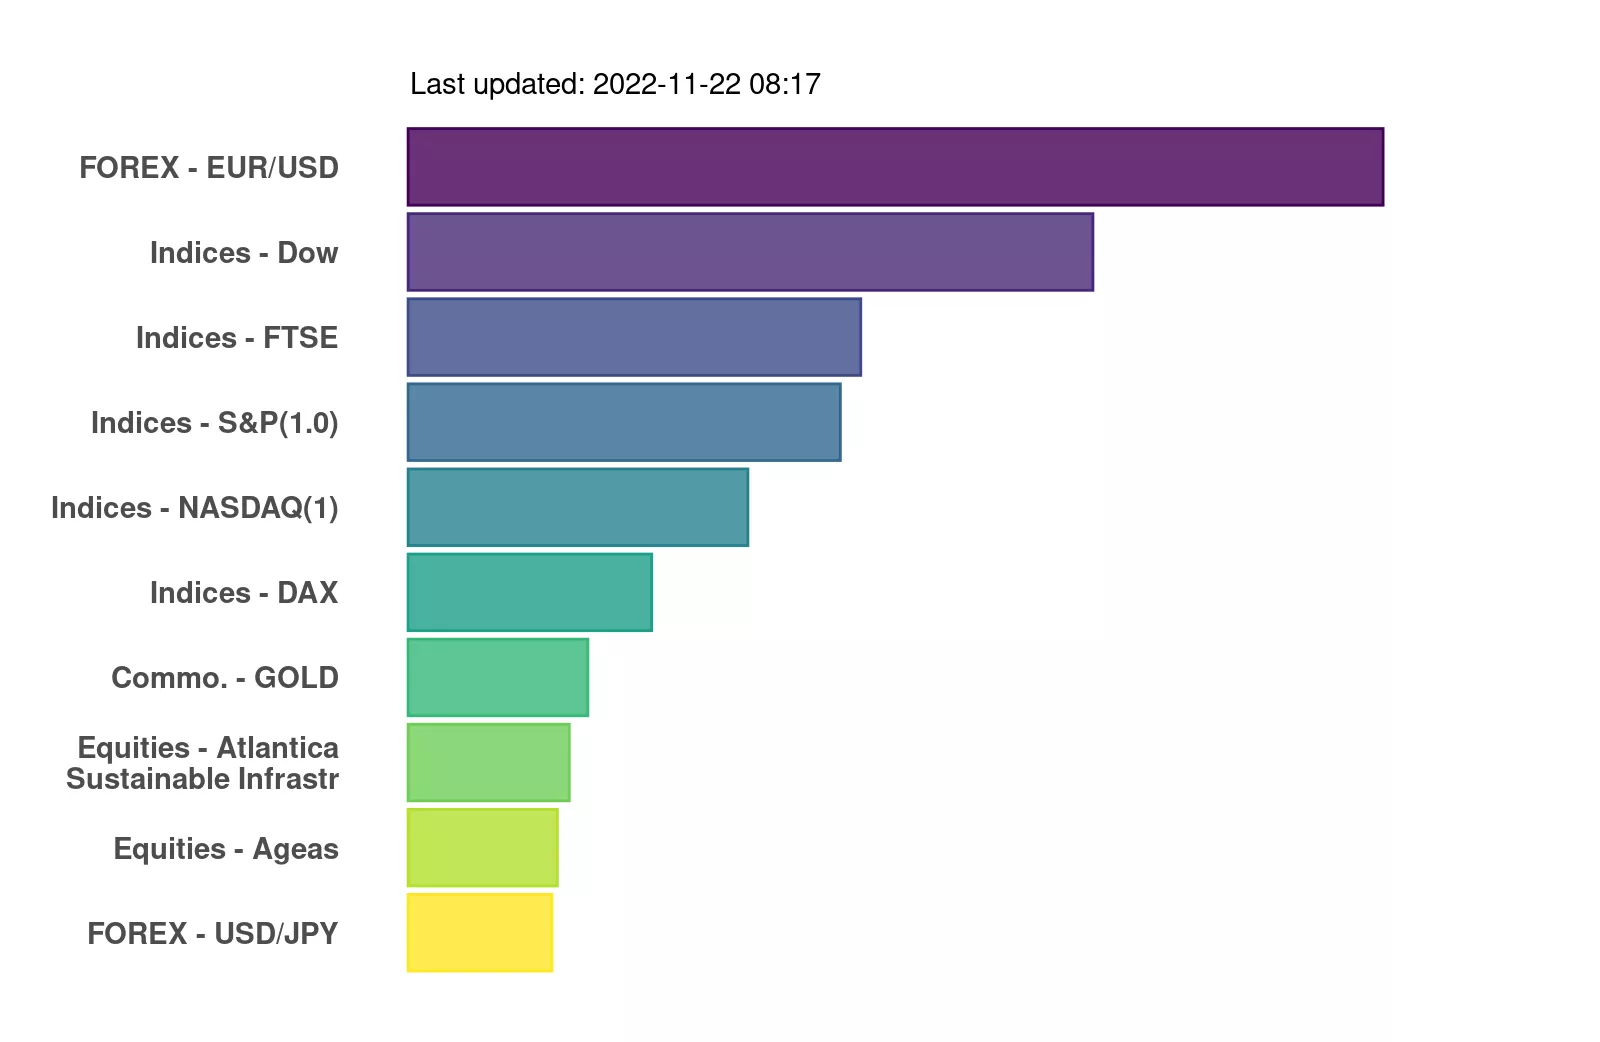 Last updated: 2022-11-22 08:17
FOREX - EUR/USD
Indices - Dow
Indices - FTSE
Indices - S&P(1.0)
Indices - NASDAQ(1)
Indices - DAX
Commo. - GOLD
Equities - Atlantica
Sustainable Infrastr
Equities - Ageas
FOREX - USD/JPY